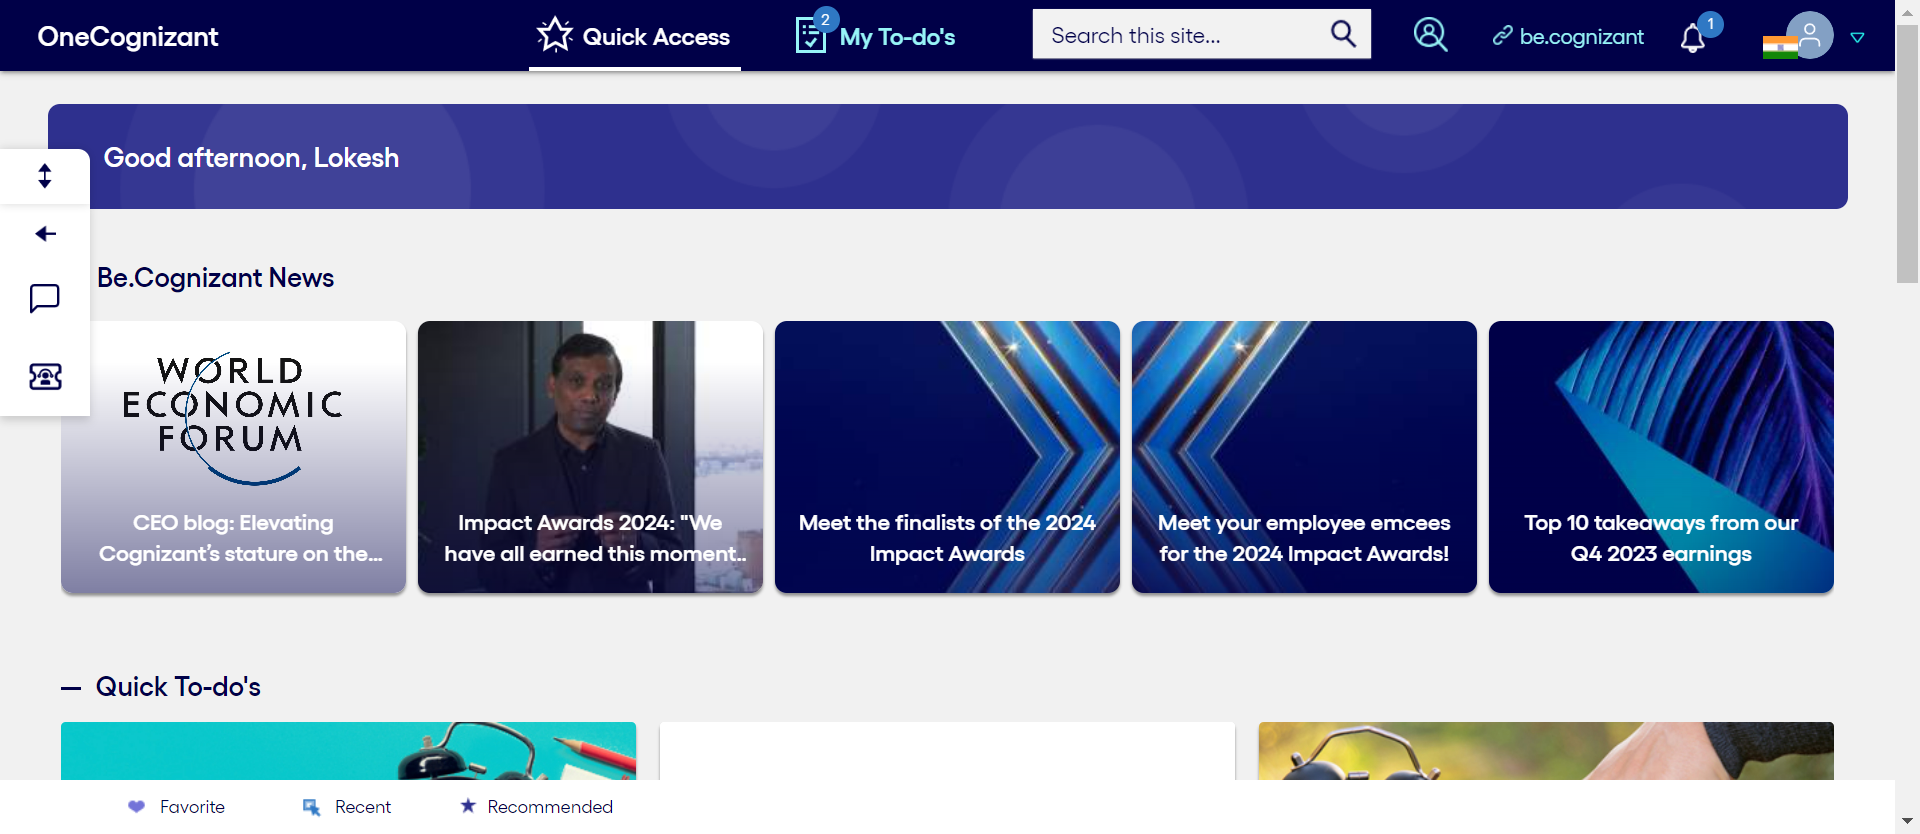 OneCognizant
Quick Access
2
My To-do's
Search this site...
be.cognizant
1
Good afternoon, Lokesh
Be.Cognizant News
WORLD
ECONOMIC
FORUM
CEO blog: Elevating
Cognizant’s stature on the...
Impact Awards 2024: "We
have all earned this moment..
Meet the finalists of the 2024
Impact Awards
Meet your employee emcees
for the 2024 Impact Awards!
Top 10 takeaways from our
Q4 2023 earnings
Quick To-do's
Favorite
Recent
Recommended